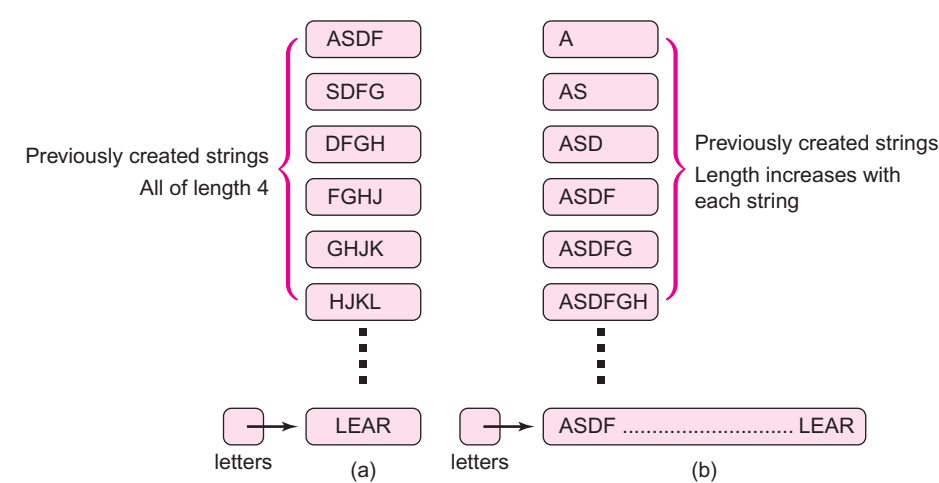 ASDF
SDFG
DFGH
FGHJ
GHJK
HJKL
Previously created strings
All of length 4
letters
LEAR
(a)
A
AS
ASD
ASDF
ASDFG
ASDFGH
Previously created strings
Length increases with
each string
letters
ASDF ............................. LEAR
(b)